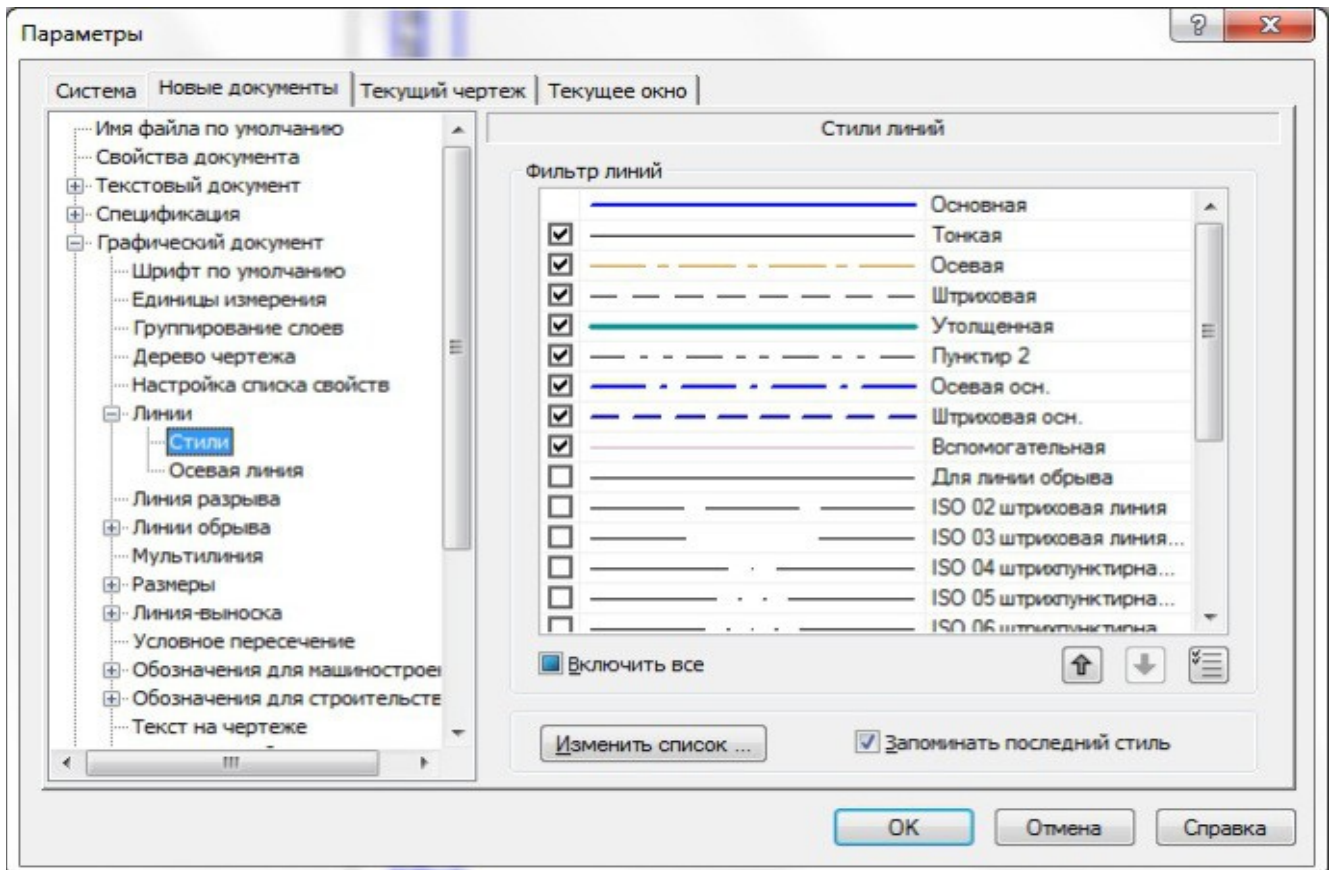 Параметры
Система
Новые документы
Текущий чертеж
Текущее окно
Имя файла по умолчанию
Свойства документа
Текстовый документ
Спецификация
Графический документ
Шрифт по умолчанию
Единицы измерения
Группирование слоев
Дерево чертежа
Настройка списка свойств
Линии
Стили
Осевая линия
Линия разрыва
Линии обрыва
Мультилиния
Размеры
Линия-выноска
Условное пересечение
Обозначения для машинострое
Обозначения для строительств
Текст на чертеже
Стили линий
Фильтр линий
Основная
Тонкая
Осевая
Штриховая
Утолщенная
Пунктир 2
Осевая осн.
Штриховая осн.
Вспомогательная
Для линии обрыва
ISO 02 штриховая линия
ISO 03 штриховая линия...
ISO 04 штрихпунктирна...
ISO 05 штрихпунктирна...
ISO 06 штрихпунктирна
Включить все
Изменить список ...
Запоминать последний стиль
OK
Отмена
Справка